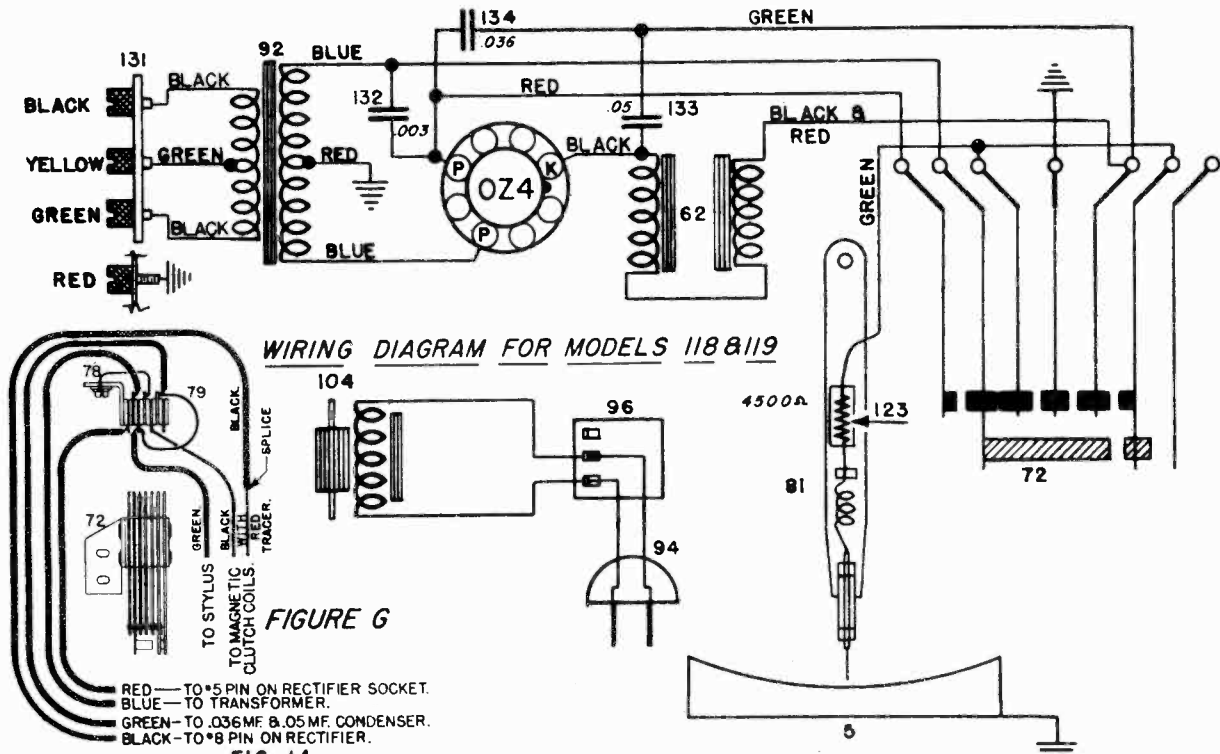 134
.036
GREEN
131
92
BLUE
BLACK
RED
132
.003
.05
133
BLACK
BLACK &
RED
BLACK
YELLOW
GREEN
RED
P
K
OZ4
P
62
GREEN
GREEN
BLACK
BLUE
RED
WIRING DIAGRAM FOR MODELS 118 & 119
78
79
BLACK.
SPLICE
104
96
4500Ω
123
72
81
72
94
GREEN.
BLACK
WITH
RED
TRACER.
TO STYLUS
TO MAGNETIC
CLUTCH COILS.
FIGURE G
RED — TO #5 PIN ON RECTIFIER SOCKET.
BLUE — TO TRANSFORMER.
GREEN - TO .036 MF. & .05 MF. CONDENSER.
BLACK - TO #8 PIN ON RECTIFIER.
5